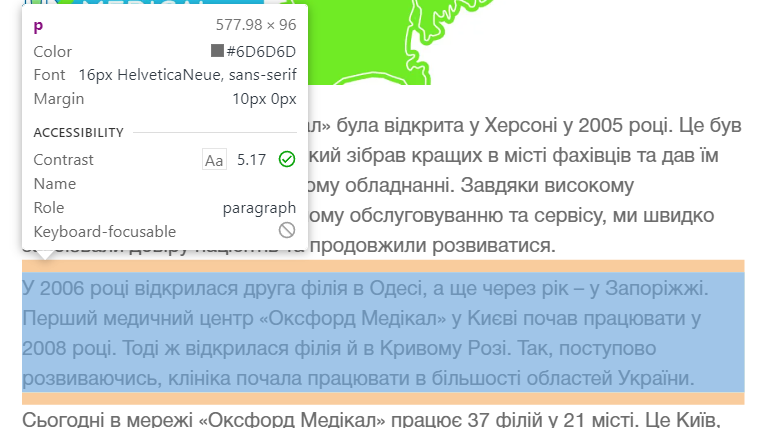 MEDICAL
p 577.98 × 96
Color #6D6D6D
Font 16px HelveticaNeue, sans-serif
Margin 10px 0px
ACCESSIBILITY
Contrast Aa 5.17
Name
Role paragraph
Keyboard-focusable
ал» була відкрита у Херсоні у 2005 році. Це був
кий зібрав кращих в місті фахівців та дав їм
ому обладнанні. Завдяки високому
ому обслуговуванню та сервісу, ми швидко
довіру пацієнтів та продовжили розвиватися.
У 2006 році відкрилася друга філія в Одесі, а ще через рік – у Запоріжжі.
Перший медичний центр «Оксфорд Медікал» у Києві почав працювати у
2008 році. Тоді ж відкрилася філія й в Кривому Розі. Так, поступово
розвиваючись, клініка почала працювати в більшості областей України.
Сьогодні в мережі «Оксфорд Медікал» працює 37 філій у 21 місті. Це Київ,